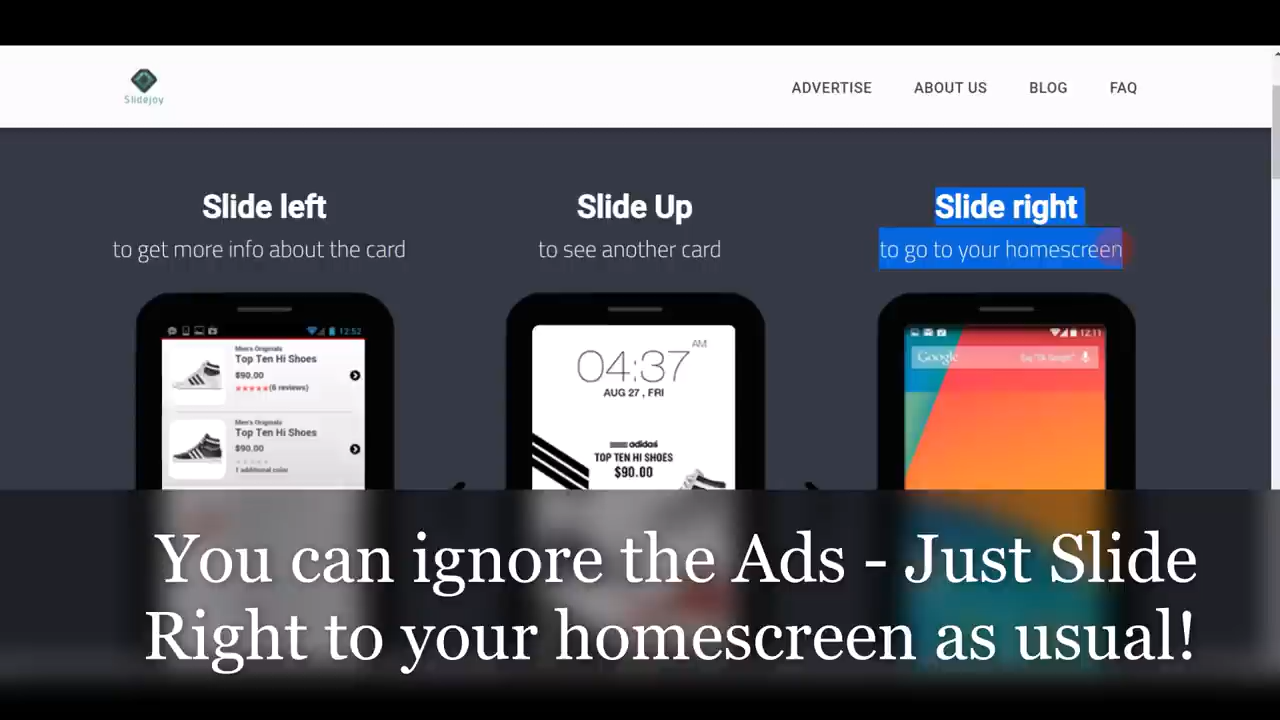 Slidejoy
ADVERTISE ABOUT US BLOG FAQ
Slide left
to get more info about the card
Slide Up
to see another card
Slide right
to go to your homescreen
12:52
Men's Originals
Top Ten Hi Shoes
$90.00
(6 reviews)
Men's Originals
Top Ten Hi Shoes
$90.00
1 additional color
04:37 AM
AUG 27 , FRI
adidas
TOP TEN HI SHOES
$90.00
12:11
Google
You can ignore the Ads - Just Slide
Right to your homescreen as usual!